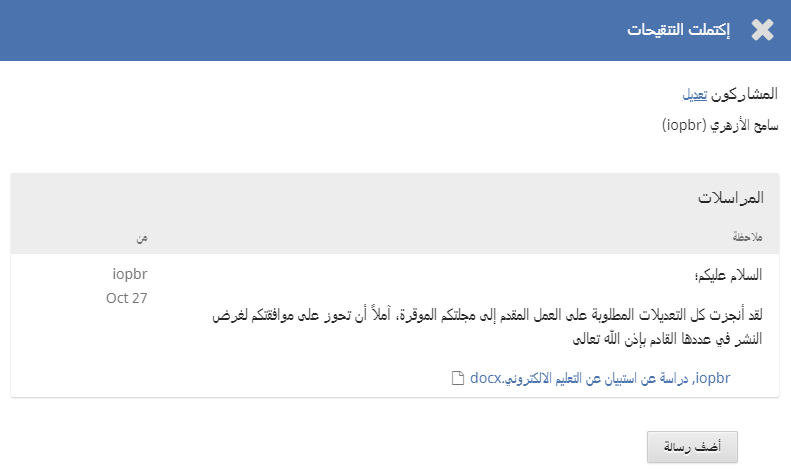 إكتملت التنقيحات
المشاركون تعديل
سامح الأزهري (iopbr)
المراسلات
ملاحظة
من
السلام عليكم؛
iopbr
Oct 27
لقد أنجزت كل التعديلات المطلوبة على العمل المقدم إلى مجلتكم الموقرة، آملاً أن تحوز على موافقتكم لغرض
النشر في عددها القادم بإذن الله تعالى
iopbr, دراسة عن استبيان عن التعليم الالكتروني.docx
أضف رسالة